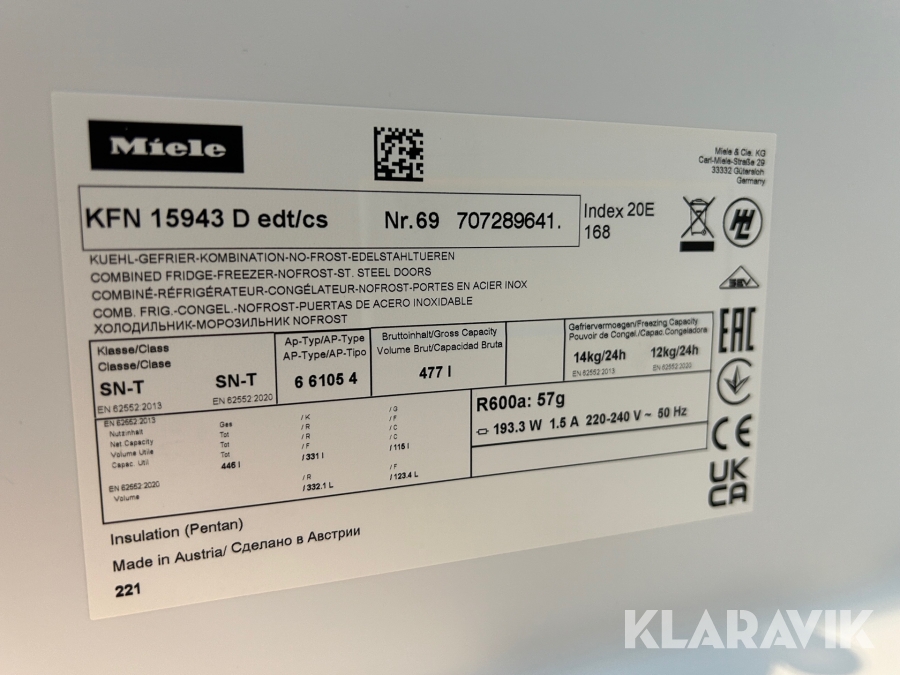 Miele
Miele & Cie. KG
Carl-Miele-Straße 29
33332 Gütersloh
Germany
KFN 15943 D edt/cs Nr.69 707289641.
Index 20E
168
KUEHL-GEFRIER-KOMBINATION-NO-FROST-EDELSTAHLTUEREN
COMBINED FRIDGE-FREEZER-NOFROST-ST. STEEL DOORS
COMBINÉ-RÉFRIGÉRATEUR-CONGÉLATEUR-NOFROST-PORTES EN ACIER INOX
COMB. FRIG.-CONGEL.-NOFROST-PUERTAS DE ACERO INOXIDABLE
ХОЛОДИЛЬНИК-МОРОЗИЛЬНИК NOFROST
Klasse/Class
Classe/Clase
SN-T SN-T
EN 62552:2013 EN 62552:2020
Ap-Typ/AP-Type
AP-Type/AP-Tipo
6 6105 4
Bruttoinhalt/Gross Capacity
Volume Brut/Capacidad Bruta
477 l
Gefriervermoegen/Freezing Capacity
Pouvoir de Congel./Capac.Congeladora
14kg/24h 12kg/24h
EN 62552:2013 EN 62552:2020
EN 62552:2013
Nutzinhalt
Net.Capacity
Volume Utile
Capac. Util
Ges
Tot
Tot
Tot
446 l
/K
/R
/R
/F
/331 l
/G
/F
/C
/C
/115 l
EN 62552:2020
Volume
/R
/332.1 L
/F
/123.4 L
R600a: 57g
193.3 W 1.5 A 220-240 V ~ 50 Hz
SEV
EAC
CE
UK
CA
Insulation (Pentan)
Made in Austria/ Сделано в Австрии
221
KLARAVIK